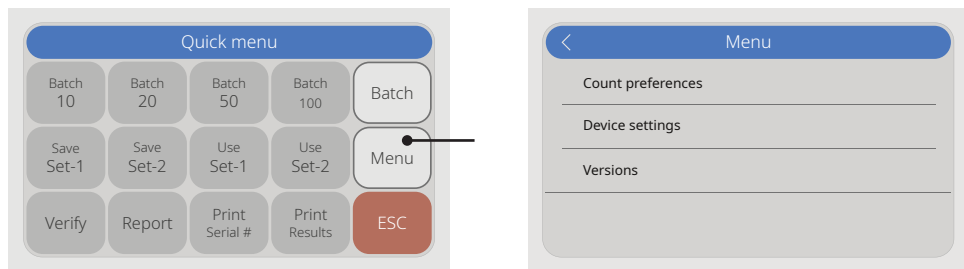 Quick menu
Batch
10
Batch
20
Batch
50
Batch
100
Batch
Save
Set-1
Save
Set-2
Use
Set-1
Use
Set-2
Menu
Verify
Report
Print
Serial #
Print
Results
ESC
Menu
Count preferences
Device settings
Versions